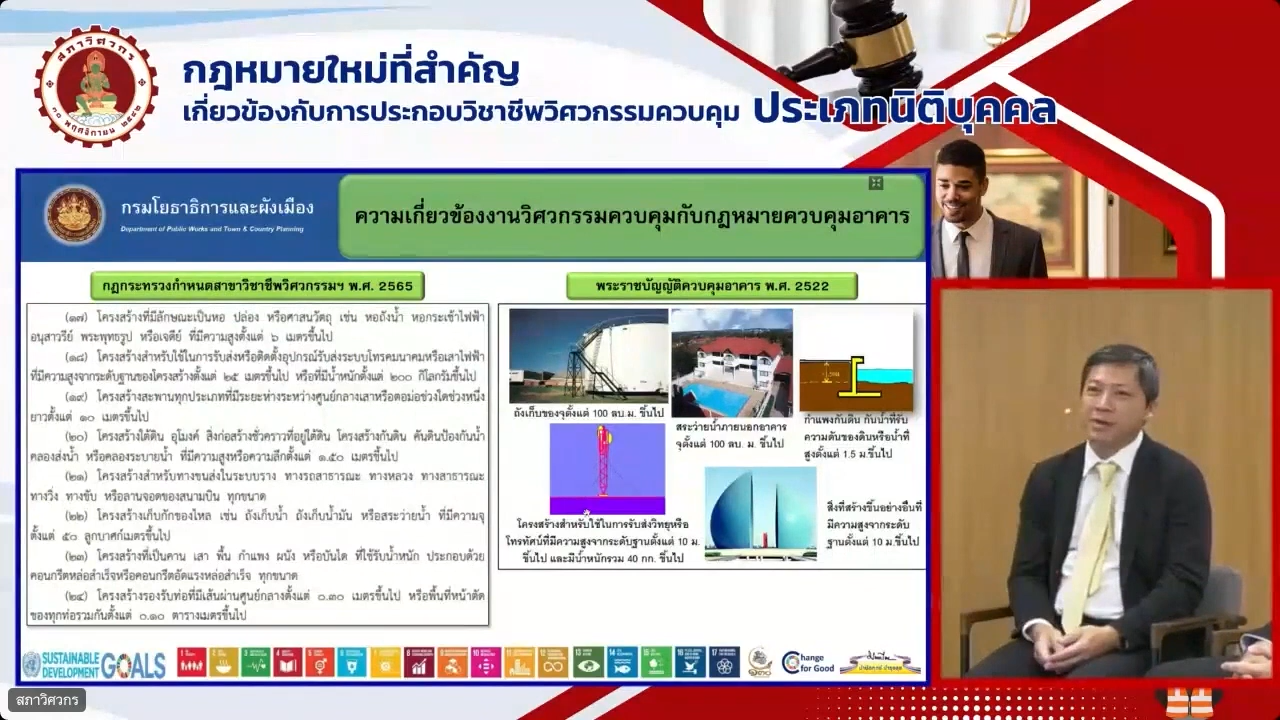 สภาวิศวกร
๓๐ พฤศจิกายน ๒๕๔๒
กฎหมายใหม่ที่สำคัญ
เกี่ยวข้องกับการประกอบวิชาชีพวิศวกรรมควบคุม ประเภทนิติบุคคล
กรมโยธาธิการและผังเมือง
Department of Public Works and Town & Country Planning
ความเกี่ยวข้องงานวิศวกรรมควบคุมกับกฎหมายควบคุมอาคาร
กฎกระทรวงกำหนดสาขาวิชาชีพวิศวกรรมฯ พ.ศ. 2565
(๑๗) โครงสร้างที่มีลักษณะเป็นหอ ปล่อง หรือศาสนวัตถุ เช่น หอถังน้ำ หอกระเช้าไฟฟ้า
อนุสาวรีย์ พระพุทธรูป หรือเจดีย์ ที่มีความสูงตั้งแต่ ๖ เมตรขึ้นไป
(๑๘) โครงสร้างสำหรับใช้ในการรับส่งหรือติดตั้งอุปกรณ์รับส่งระบบโทรคมนาคมหรือเสาไฟฟ้า
ที่มีความสูงจากระดับฐานของโครงสร้างตั้งแต่ ๒๕ เมตรขึ้นไป หรือที่มีน้ำหนักตั้งแต่ ๒๐๐ กิโลกรัมขึ้นไป
(๑๙) โครงสร้างสะพานทุกประเภทที่มีระยะห่างระหว่างศูนย์กลางเสาหรือตอม่อช่วงใดช่วงหนึ่ง
ยาวตั้งแต่ ๑๐ เมตรขึ้นไป
(๒๐) โครงสร้างใต้ดิน อุโมงค์ สิ่งก่อสร้างชั่วคราวที่อยู่ใต้ดิน โครงสร้างกันดิน คันดินป้องกันน้ำ
คลองส่งน้ำ หรือคลองระบายน้ำ ที่มีความสูงหรือความลึกตั้งแต่ ๑.๕๐ เมตรขึ้นไป
(๒๑) โครงสร้างสำหรับทางขนส่งในระบบราง ทางรถสาธารณะ ทางหลวง ทางสาธารณะ
ทางวิ่ง ทางขับ หรือลานจอดของสนามบิน ทุกขนาด
(๒๒) โครงสร้างเก็บกักของไหล เช่น ถังเก็บน้ำ ถังเก็บน้ำมัน หรือสระว่ายน้ำ ที่มีความจุ
ตั้งแต่ ๕๐ ลูกบาศก์เมตรขึ้นไป
(๒๓) โครงสร้างที่เป็นคาน เสา พื้น กำแพง ผนัง หรือบันได ที่ใช้รับน้ำหนัก ประกอบด้วย
คอนกรีตหล่อสำเร็จหรือคอนกรีตอัดแรงหล่อสำเร็จ ทุกขนาด
(๒๔) โครงสร้างรองรับท่อที่มีเส้นผ่านศูนย์กลางตั้งแต่ ๐.๓๐ เมตรขึ้นไป หรือพื้นที่หน้าตัด
ของทุกท่อรวมกันตั้งแต่ ๐.๑๐ ตารางเมตรขึ้นไป
พระราชบัญญัติควบคุมอาคาร พ.ศ. 2522
ถังเก็บของจุตั้งแต่ 100 ลบ.ม. ขึ้นไป
สระว่ายน้ำภายนอกอาคาร
จุตั้งแต่ 100 ลบ. ม. ขึ้นไป
กำแพงกันดิน กันน้ำที่รับ
ความดันของดินหรือน้ำที่
สูงตั้งแต่ 1.5 ม.ขึ้นไป
โครงสร้างสำหรับใช้ในการรับส่งวิทยุหรือ
โทรทัศน์ที่มีความสูงจากระดับฐานตั้งแต่ 10 ม.
ขึ้นไป และมีน้ำหนักรวม 40 กก. ขึ้นไป
สิ่งที่สร้างขึ้นอย่างอื่นที่
มีความสูงจากระดับ
ฐานตั้งแต่ 10 ม.ขึ้นไป
SUSTAINABLE
DEVELOPMENT GOALS
Change
for Good
สภาวิศวกร